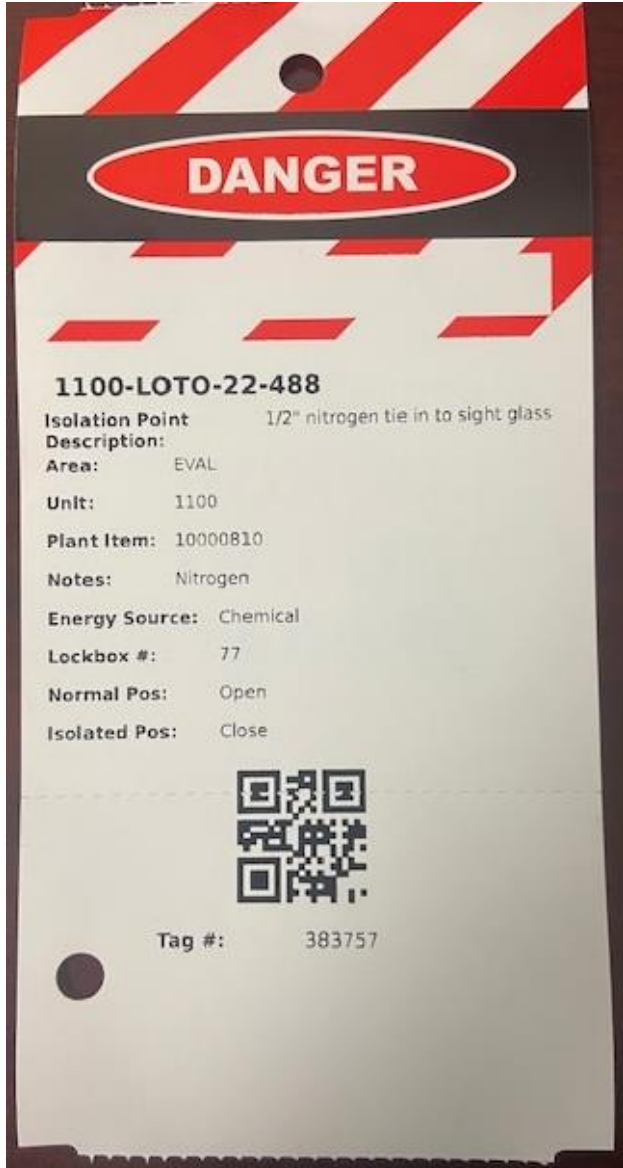 DANGER
1100-LOTO-22-488
Isolation Point Description: 1/2" nitrogen tie in to sight glass
Area: EVAL
Unit: 1100
Plant Item: 10000810
Notes: Nitrogen
Energy Source: Chemical
Lockbox #: 77
Normal Pos: Open
Isolated Pos: Close
Tag #: 383757